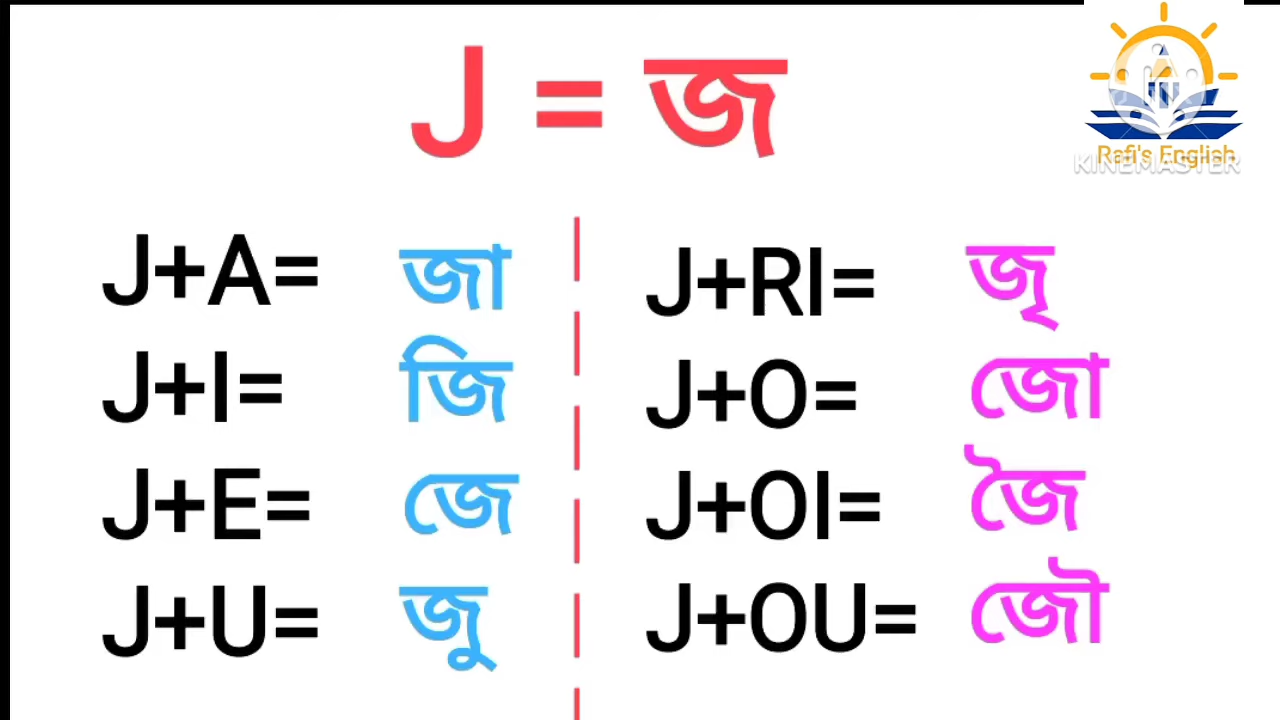 J = জ
Rafi's English
KINEMASTER
J+A= জা
J+I= জি
J+E= জে
J+U= জু
J+RI= জৃ
J+O= জো
J+OI= জৈ
J+OU= জৌ